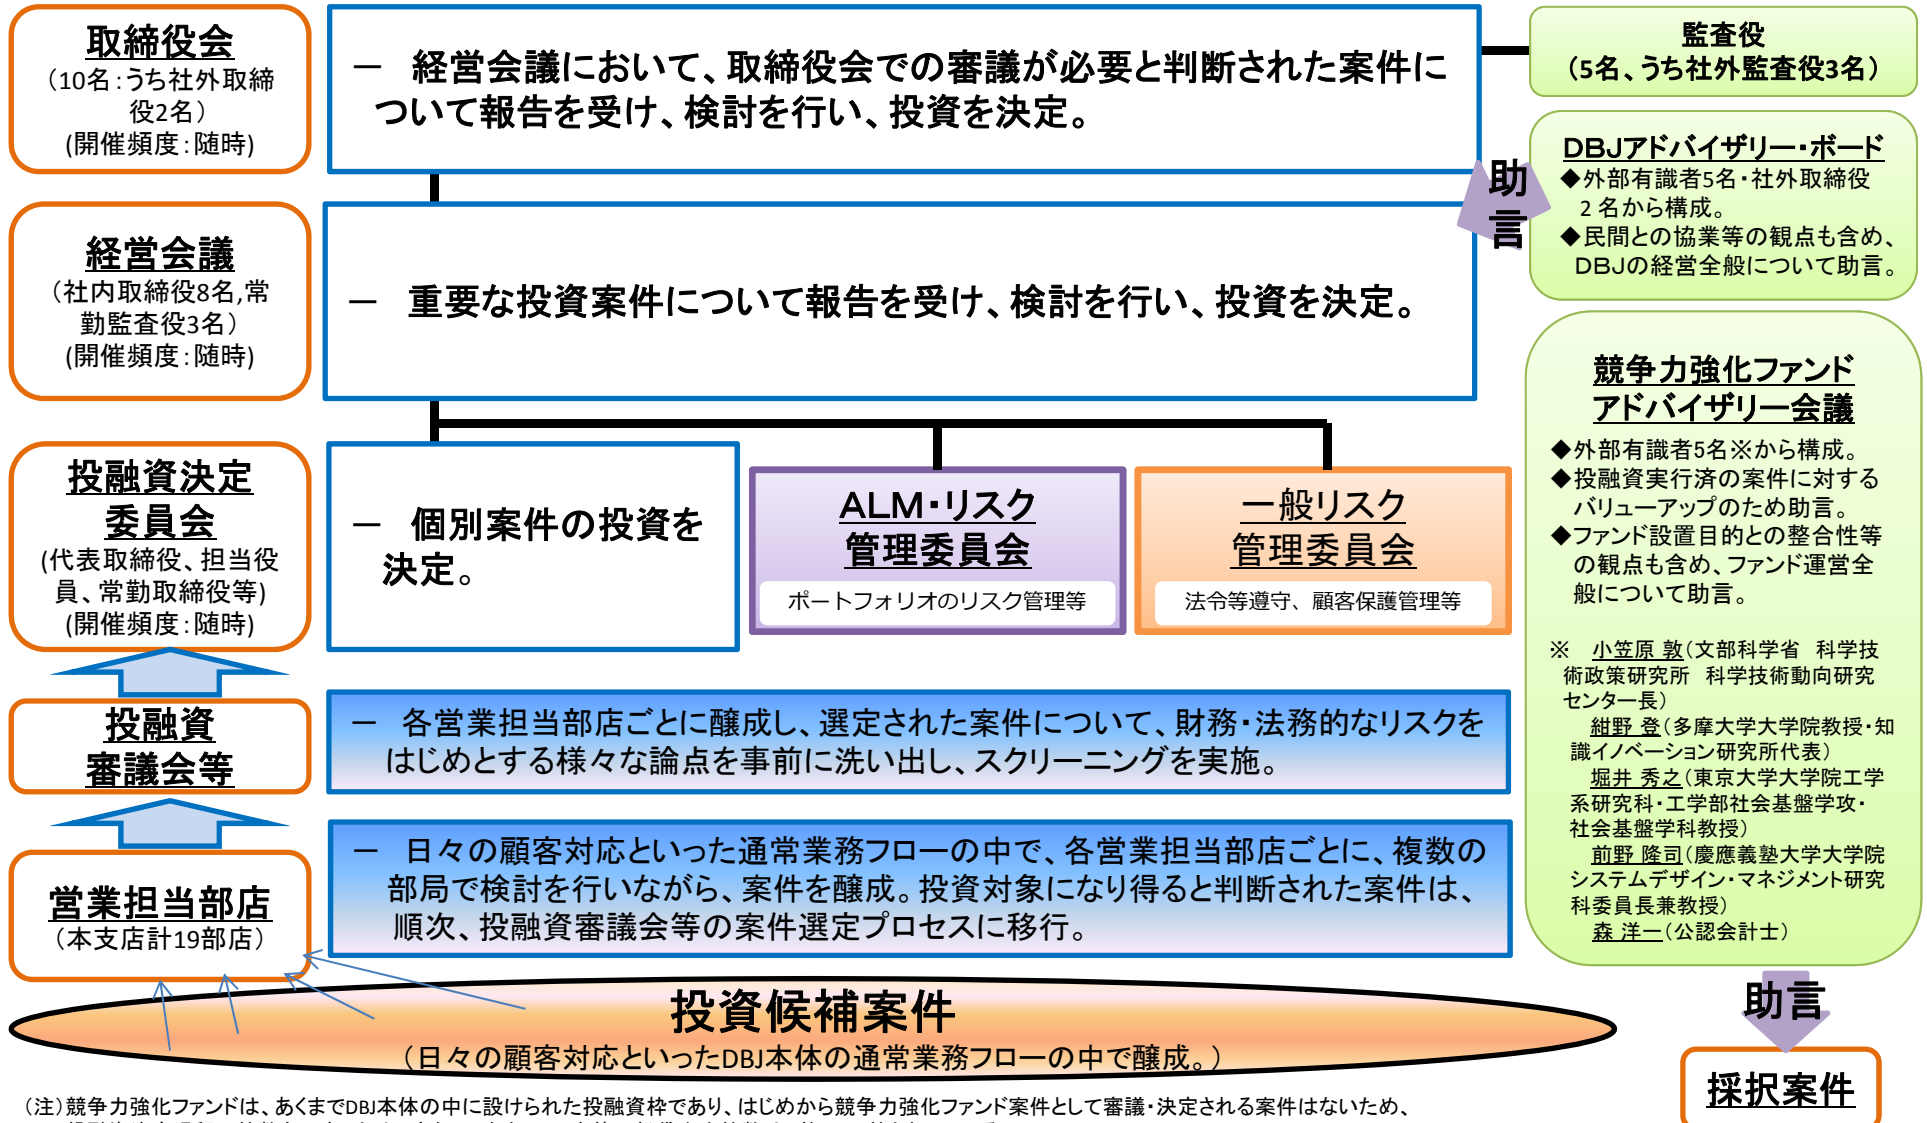 取締役会
（10名：うち社外取締
役2名）
(開催頻度：随時)
－　経営会議において、取締役会での審議が必要と判断された案件に
ついて報告を受け、検討を行い、投資を決定。
監査役
（5名、うち社外監査役3名）
DBJアドバイザリー・ボード
◆外部有識者5名・社外取締役
２名から構成。
◆民間との協業等の観点も含め、
DBJの経営全般について助言。
助
言
経営会議
（社内取締役8名,常
勤監査役3名）
(開催頻度：随時)
－　重要な投資案件について報告を受け、検討を行い、投資を決定。
投融資決定
委員会
(代表取締役、担当役
員、常勤取締役等)
(開催頻度：随時)
－　個別案件の投資を
決定。
ALM・リスク
管理委員会
ポートフォリオのリスク管理等
一般リスク
管理委員会
法令等遵守、顧客保護管理等
投融資
審議会等
－　各営業担当部店ごとに醸成し、選定された案件について、財務・法務的なリスクを
はじめとする様々な論点を事前に洗い出し、スクリーニングを実施。
営業担当部店
（本支店計19部店）
－　日々の顧客対応といった通常業務フローの中で、各営業担当部店ごとに、複数の
部局で検討を行いながら、案件を醸成。投資対象になり得ると判断された案件は、
順次、投融資審議会等の案件選定プロセスに移行。
投資候補案件
（日々の顧客対応といったDBJ本体の通常業務フローの中で醸成。）
競争力強化ファンド
アドバイザリー会議
◆外部有識者5名※から構成。
◆投融資実行済の案件に対する
バリューアップのため助言。
◆ファンド設置目的との整合性等
の観点も含め、ファンド運営全
般について助言。
※　小笠原 敦（文部科学省　科学技
術政策研究所　科学技術動向研究
センター長）
紺野 登（多摩大学大学院教授・知
識イノベーション研究所代表）
堀井 秀之（東京大学大学院工学
系研究科・工学部社会基盤学攻・
社会基盤学科教授）
前野 隆司（慶應義塾大学大学院
システムデザイン・マネジメント研究
科委員長兼教授）
森 洋一（公認会計士）
助言
採択案件
（注）競争力強化ファンドは、あくまでDBJ本体の中に設けられた投融資枠であり、はじめから競争力強化ファンド案件として審議・決定される案件はないため、